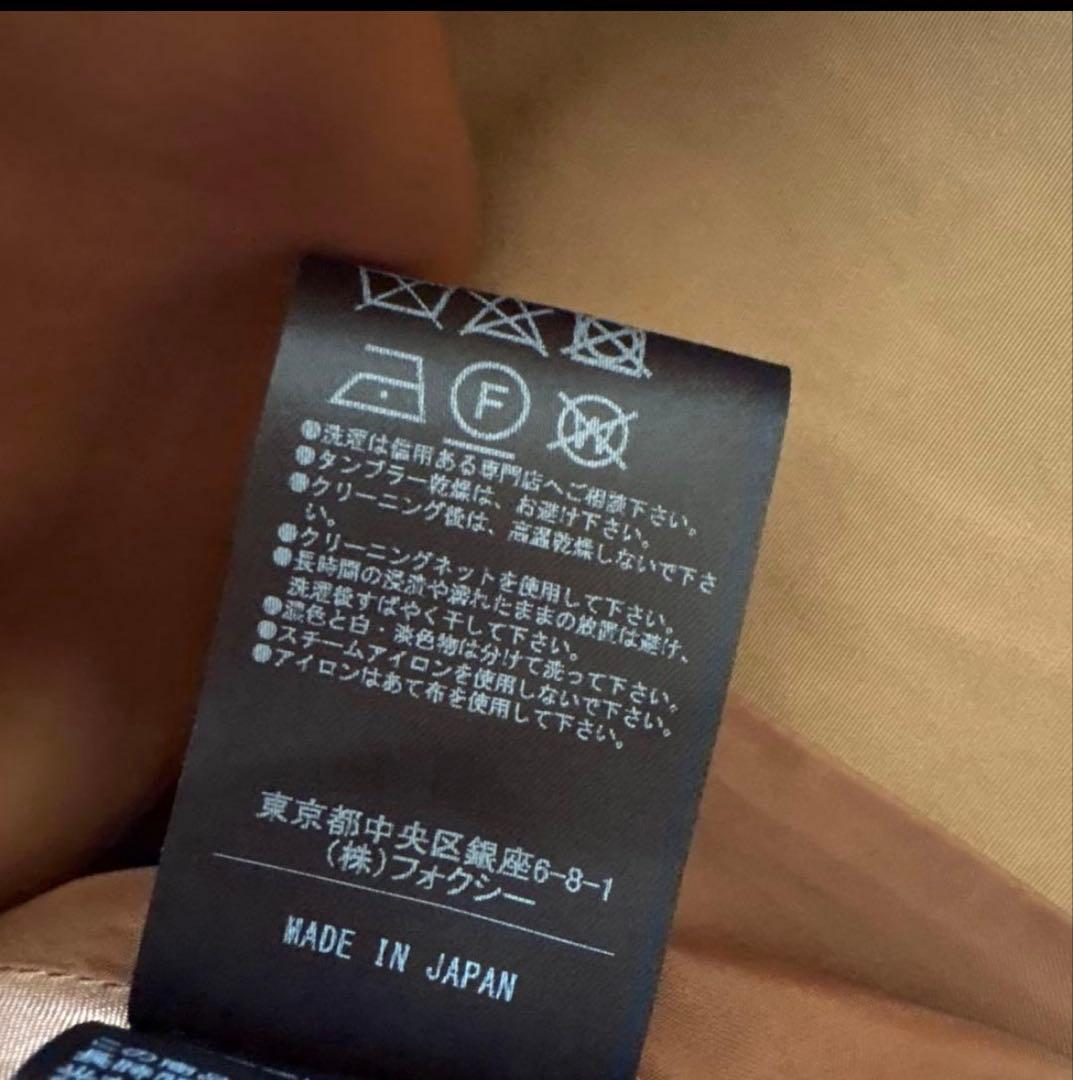 F
W
●洗濯は信用ある専門店へご相談下さい。
●タンブラー乾燥は、お避け下さい。
●クリーニング後は、高温乾燥しないで下さ
い。
●クリーニングネットを使用して下さい。
●長時間の浸漬や濡れたままの放置は避け、
洗濯後すばやく干して下さい。
●濃色と白・淡色物は分けて洗って下さい。
●スチームアイロンを使用しないで下さい。
●アイロンはあて布を使用して下さい。
東京都中央区銀座6-8-1
(株)フォクシー
MADE IN JAPAN
この商品
長時間